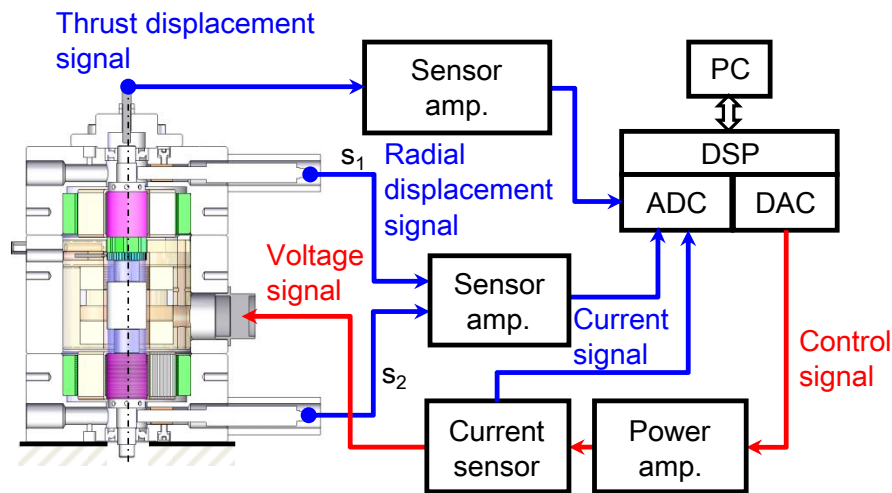 Thrust displacement
signal
Sensor
amp.
PC
DSP
ADC
DAC
s1
Radial
displacement
signal
Voltage
signal
Sensor
amp.
Current
signal
Control
signal
s2
Current
sensor
Power
amp.